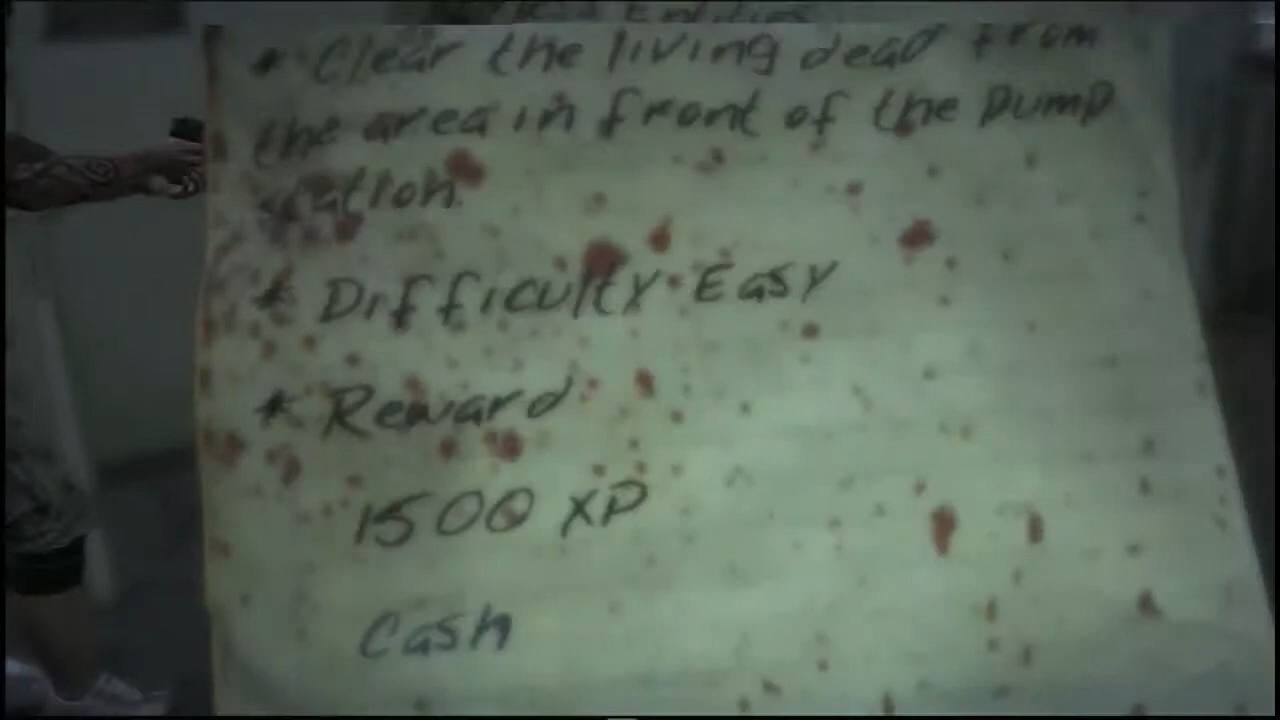 Entities
* Clear the living dead from
the area in front of the pump
station.
* Difficulty: Easy
* Reward:
1500 XP
Cash